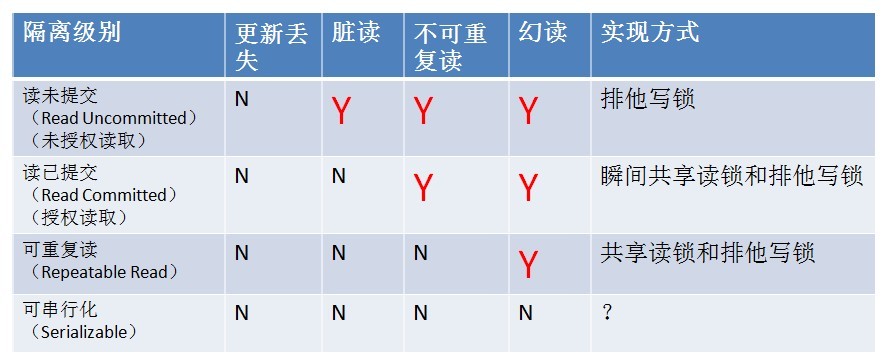 隔离级别 更新丢失 脏读 不可重复读 幻读 实现方式
读未提交
（Read Uncommitted）
（未授权读取） N Y Y Y 排他写锁
读已提交
（Read Committed）
（授权读取） N N Y Y 瞬间共享读锁和排他写锁
可重复读
（Repeatable Read） N N N Y 共享读锁和排他写锁
可串行化
（Serializable） N N N N ？